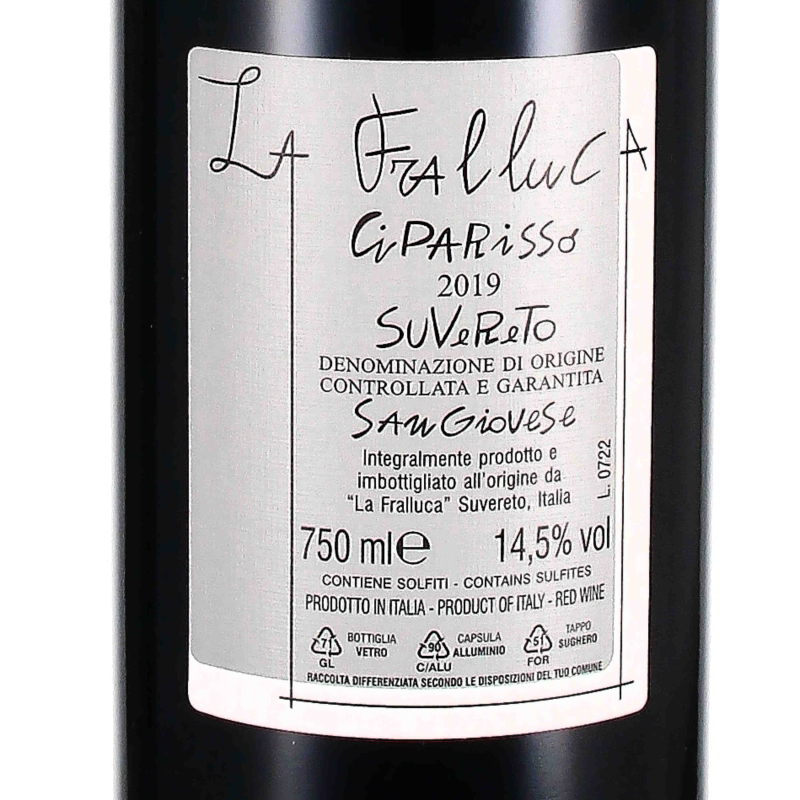 LA FRALLUCA
CiPARiSSo
2019
SUVeReTo
DENOMINAZIONE DI ORIGINE
CONTROLLATA E GARANTITA
SANGiOVeSe
Integralmente prodotto e
imbottigliato all'origine da
"La Fralluca" Suvereto, Italia
L. 0722
750 ml e 14,5% vol
CONTIENE SOLFITI - CONTAINS SULFITES
PRODOTTO IN ITALIA - PRODUCT OF ITALY - RED WINE
71 GL BOTTIGLIA VETRO
90 C/ALU CAPSULA ALLUMINIO
51 FOR TAPPO SUGHERO
RACCOLTA DIFFERENZIATA SECONDO LE DISPOSIZIONI DEL TUO COMUNE